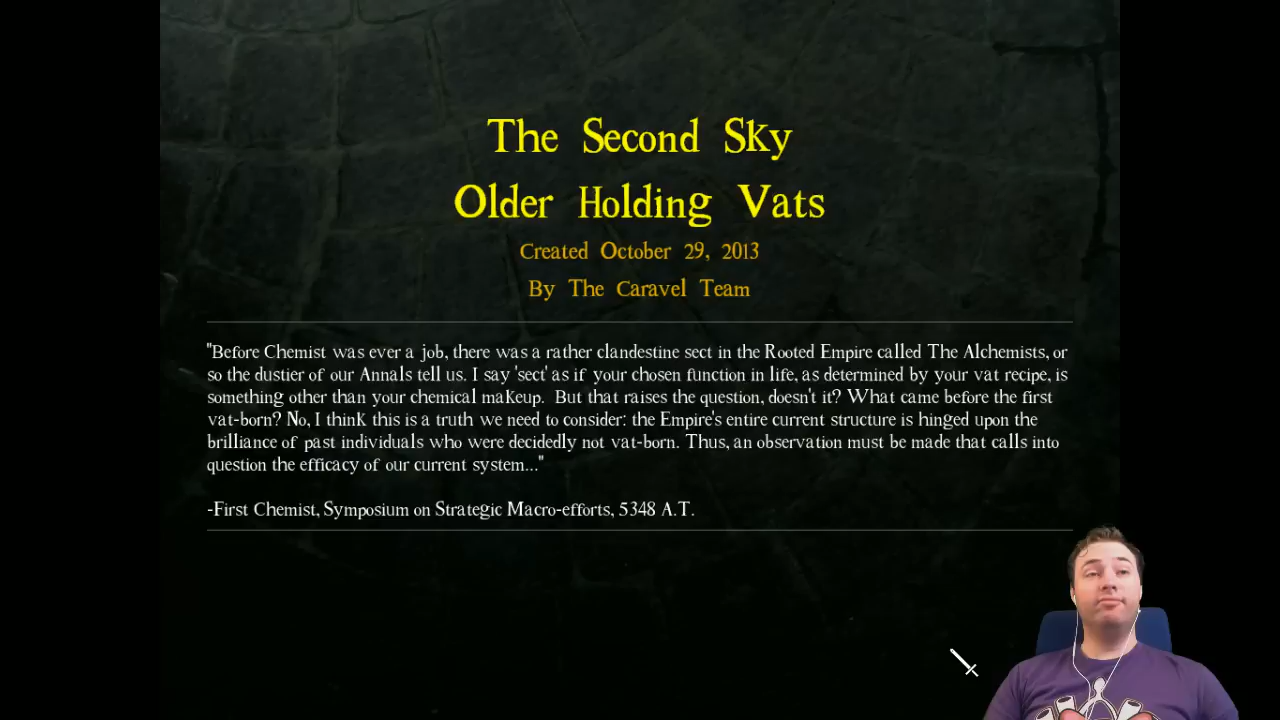 The Second Sky
Older Holding Vats
Created October 29, 2013
By The Caravel Team
"Before Chemist was ever a job, there was a rather clandestine sect in the Rooted Empire called The Alchemists, or
so the dustier of our Annals tell us. I say 'sect' as if your chosen function in life, as determined by your vat recipe, is
something other than your chemical makeup. But that raises the question, doesn't it? What came before the first
vat-born? No, I think this is a truth we need to consider: the Empire's entire current structure is hinged upon the
brilliance of past individuals who were decidedly not vat-born. Thus, an observation must be made that calls into
question the efficacy of our current system..."
-First Chemist, Symposium on Strategic Macro-efforts, 5348 A.T.